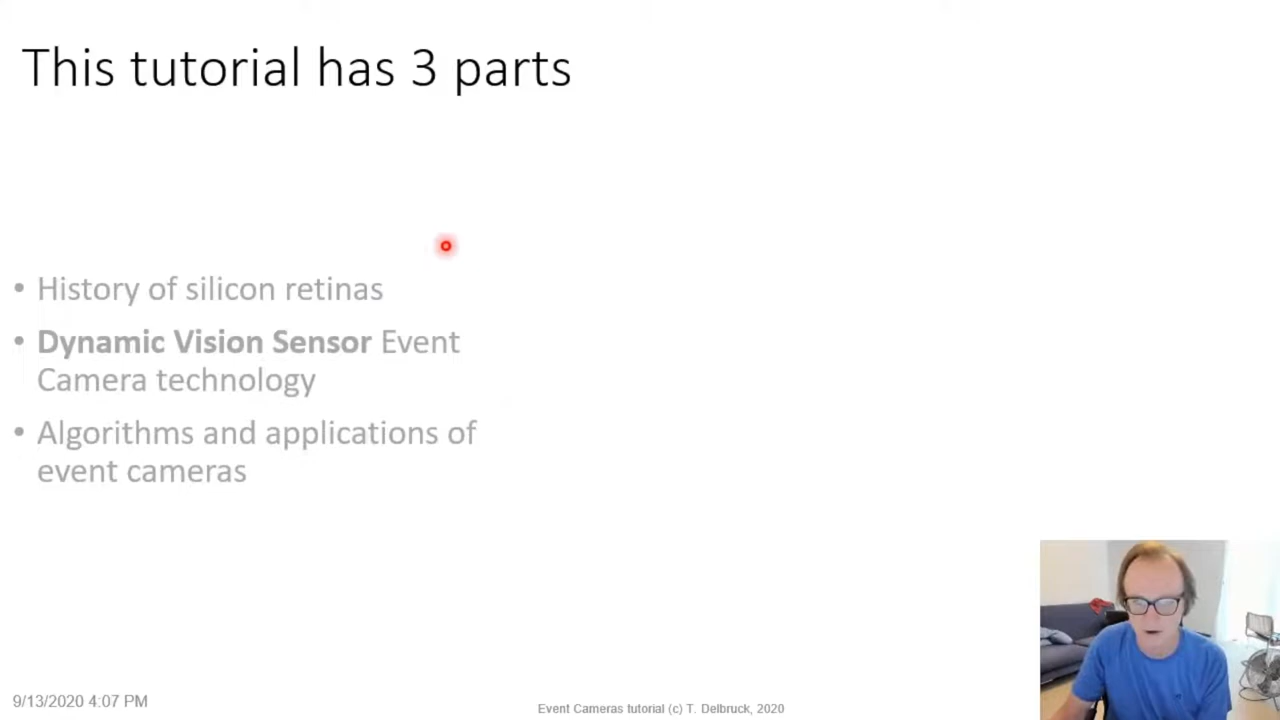 This tutorial has 3 parts
• History of silicon retinas
• Dynamic Vision Sensor Event
Camera technology
• Algorithms and applications of
event cameras
9/13/2020 4:07 PM
Event Cameras tutorial (c) T. Delbruck, 2020